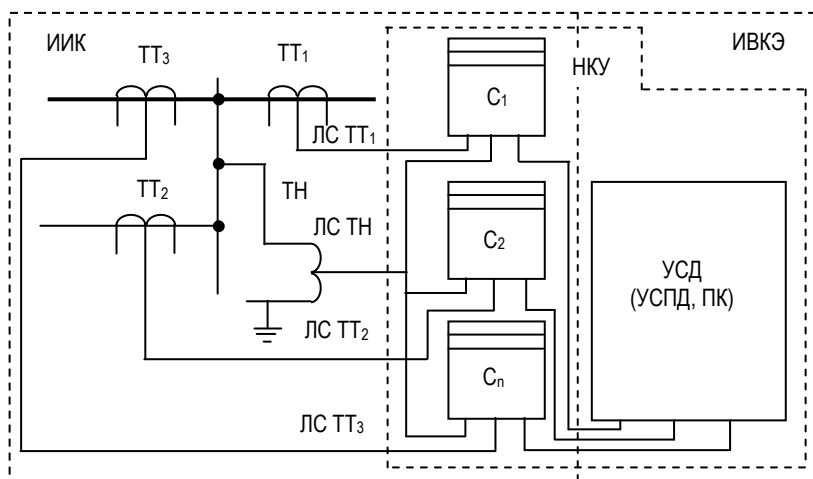 ИИК
ИВКЭ
ТТ3
ТТ1
НКУ
С1
ЛС ТТ1
ТТ2
ТН
ЛС ТН
С2
УСД
(УСПД, ПК)
ЛС ТТ2
Сn
ЛС ТТ3